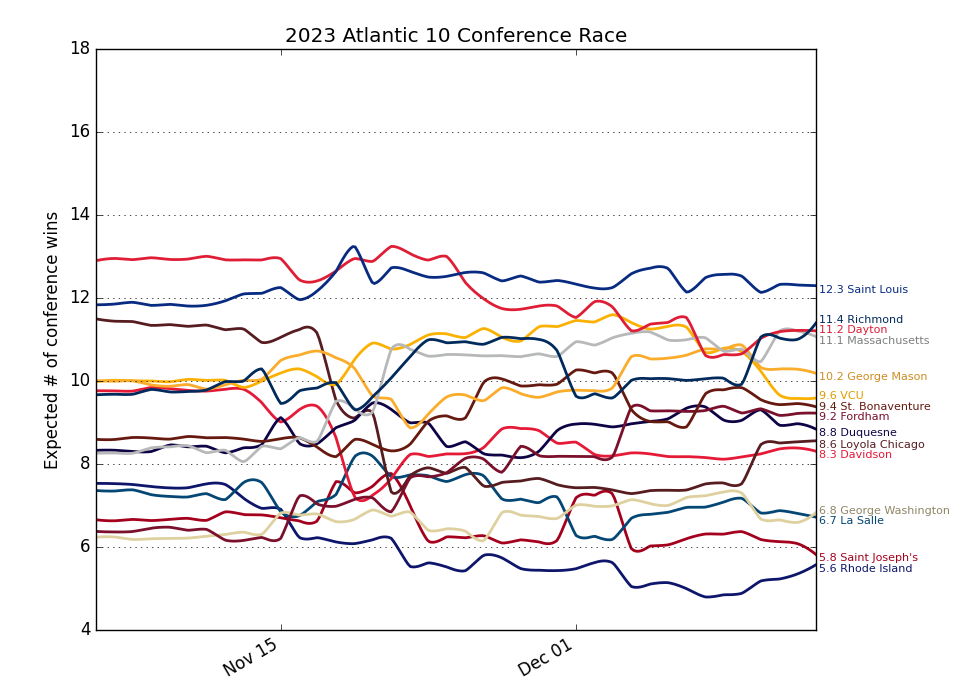 2023 Atlantic 10 Conference Race
Expected # of conference wins
18
16
14
12
10
8
6
4
Nov 15
Dec 01
12.3 Saint Louis
11.4 Richmond
11.2 Dayton
11.1 Massachusetts
10.2 George Mason
9.6 VCU
9.4 St. Bonaventure
9.2 Fordham
8.8 Duquesne
8.6 Loyola Chicago
8.3 Davidson
6.8 George Washington
6.7 La Salle
5.8 Saint Joseph's
5.6 Rhode Island